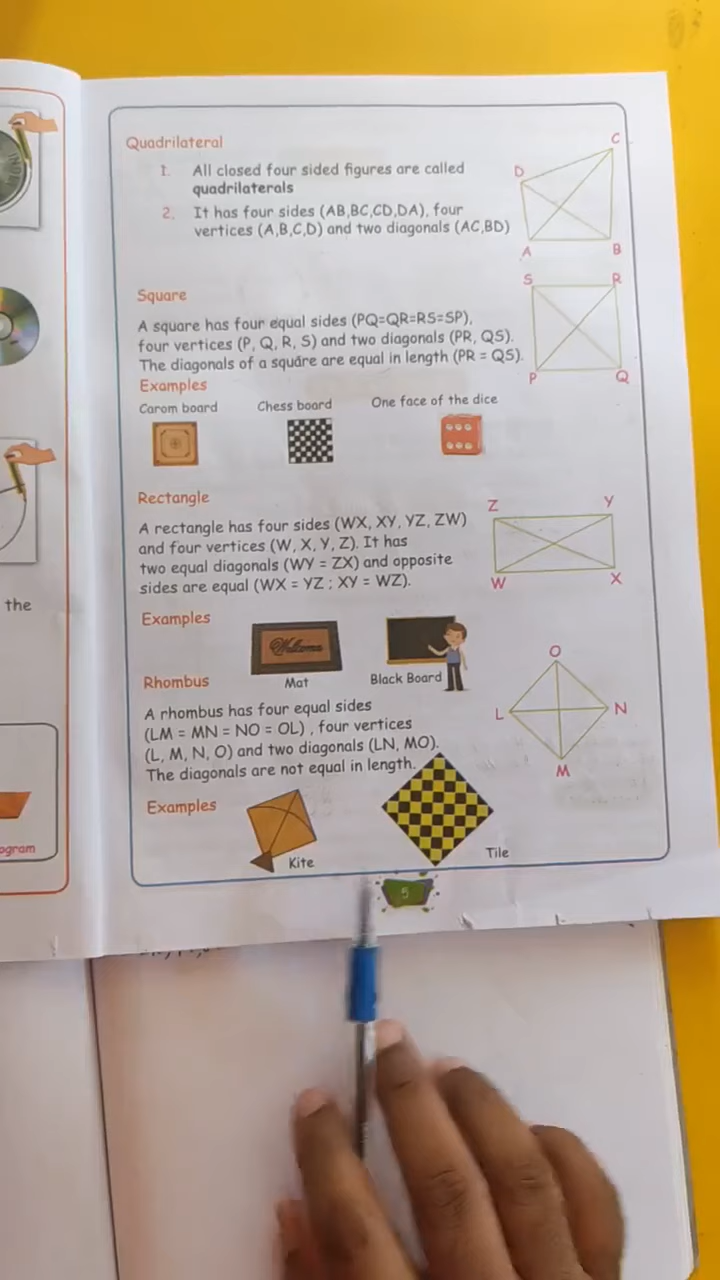 Quadrilateral
1. All closed four sided figures are called
quadrilaterals
2. It has four sides (AB,BC,CD,DA), four
vertices (A,B,C,D) and two diagonals (AC,BD)
D
C
A
B
Square
A square has four equal sides (PQ=QR=RS=SP),
four vertices (P, Q, R, S) and two diagonals (PR, QS).
The diagonals of a square are equal in length (PR = QS).
S
R
P
Q
Examples
Carom board
Chess board
One face of the dice
Rectangle
A rectangle has four sides (WX, XY, YZ, ZW)
and four vertices (W, X, Y, Z). It has
two equal diagonals (WY = ZX) and opposite
sides are equal (WX = YZ ; XY = WZ).
Z
Y
W
X
Examples
Welcome
Mat
Black Board
Rhombus
A rhombus has four equal sides
(LM = MN = NO = OL) , four vertices
(L, M, N, O) and two diagonals (LN, MO).
The diagonals are not equal in length.
O
L
N
M
Examples
Kite
Tile
5
the
ogram